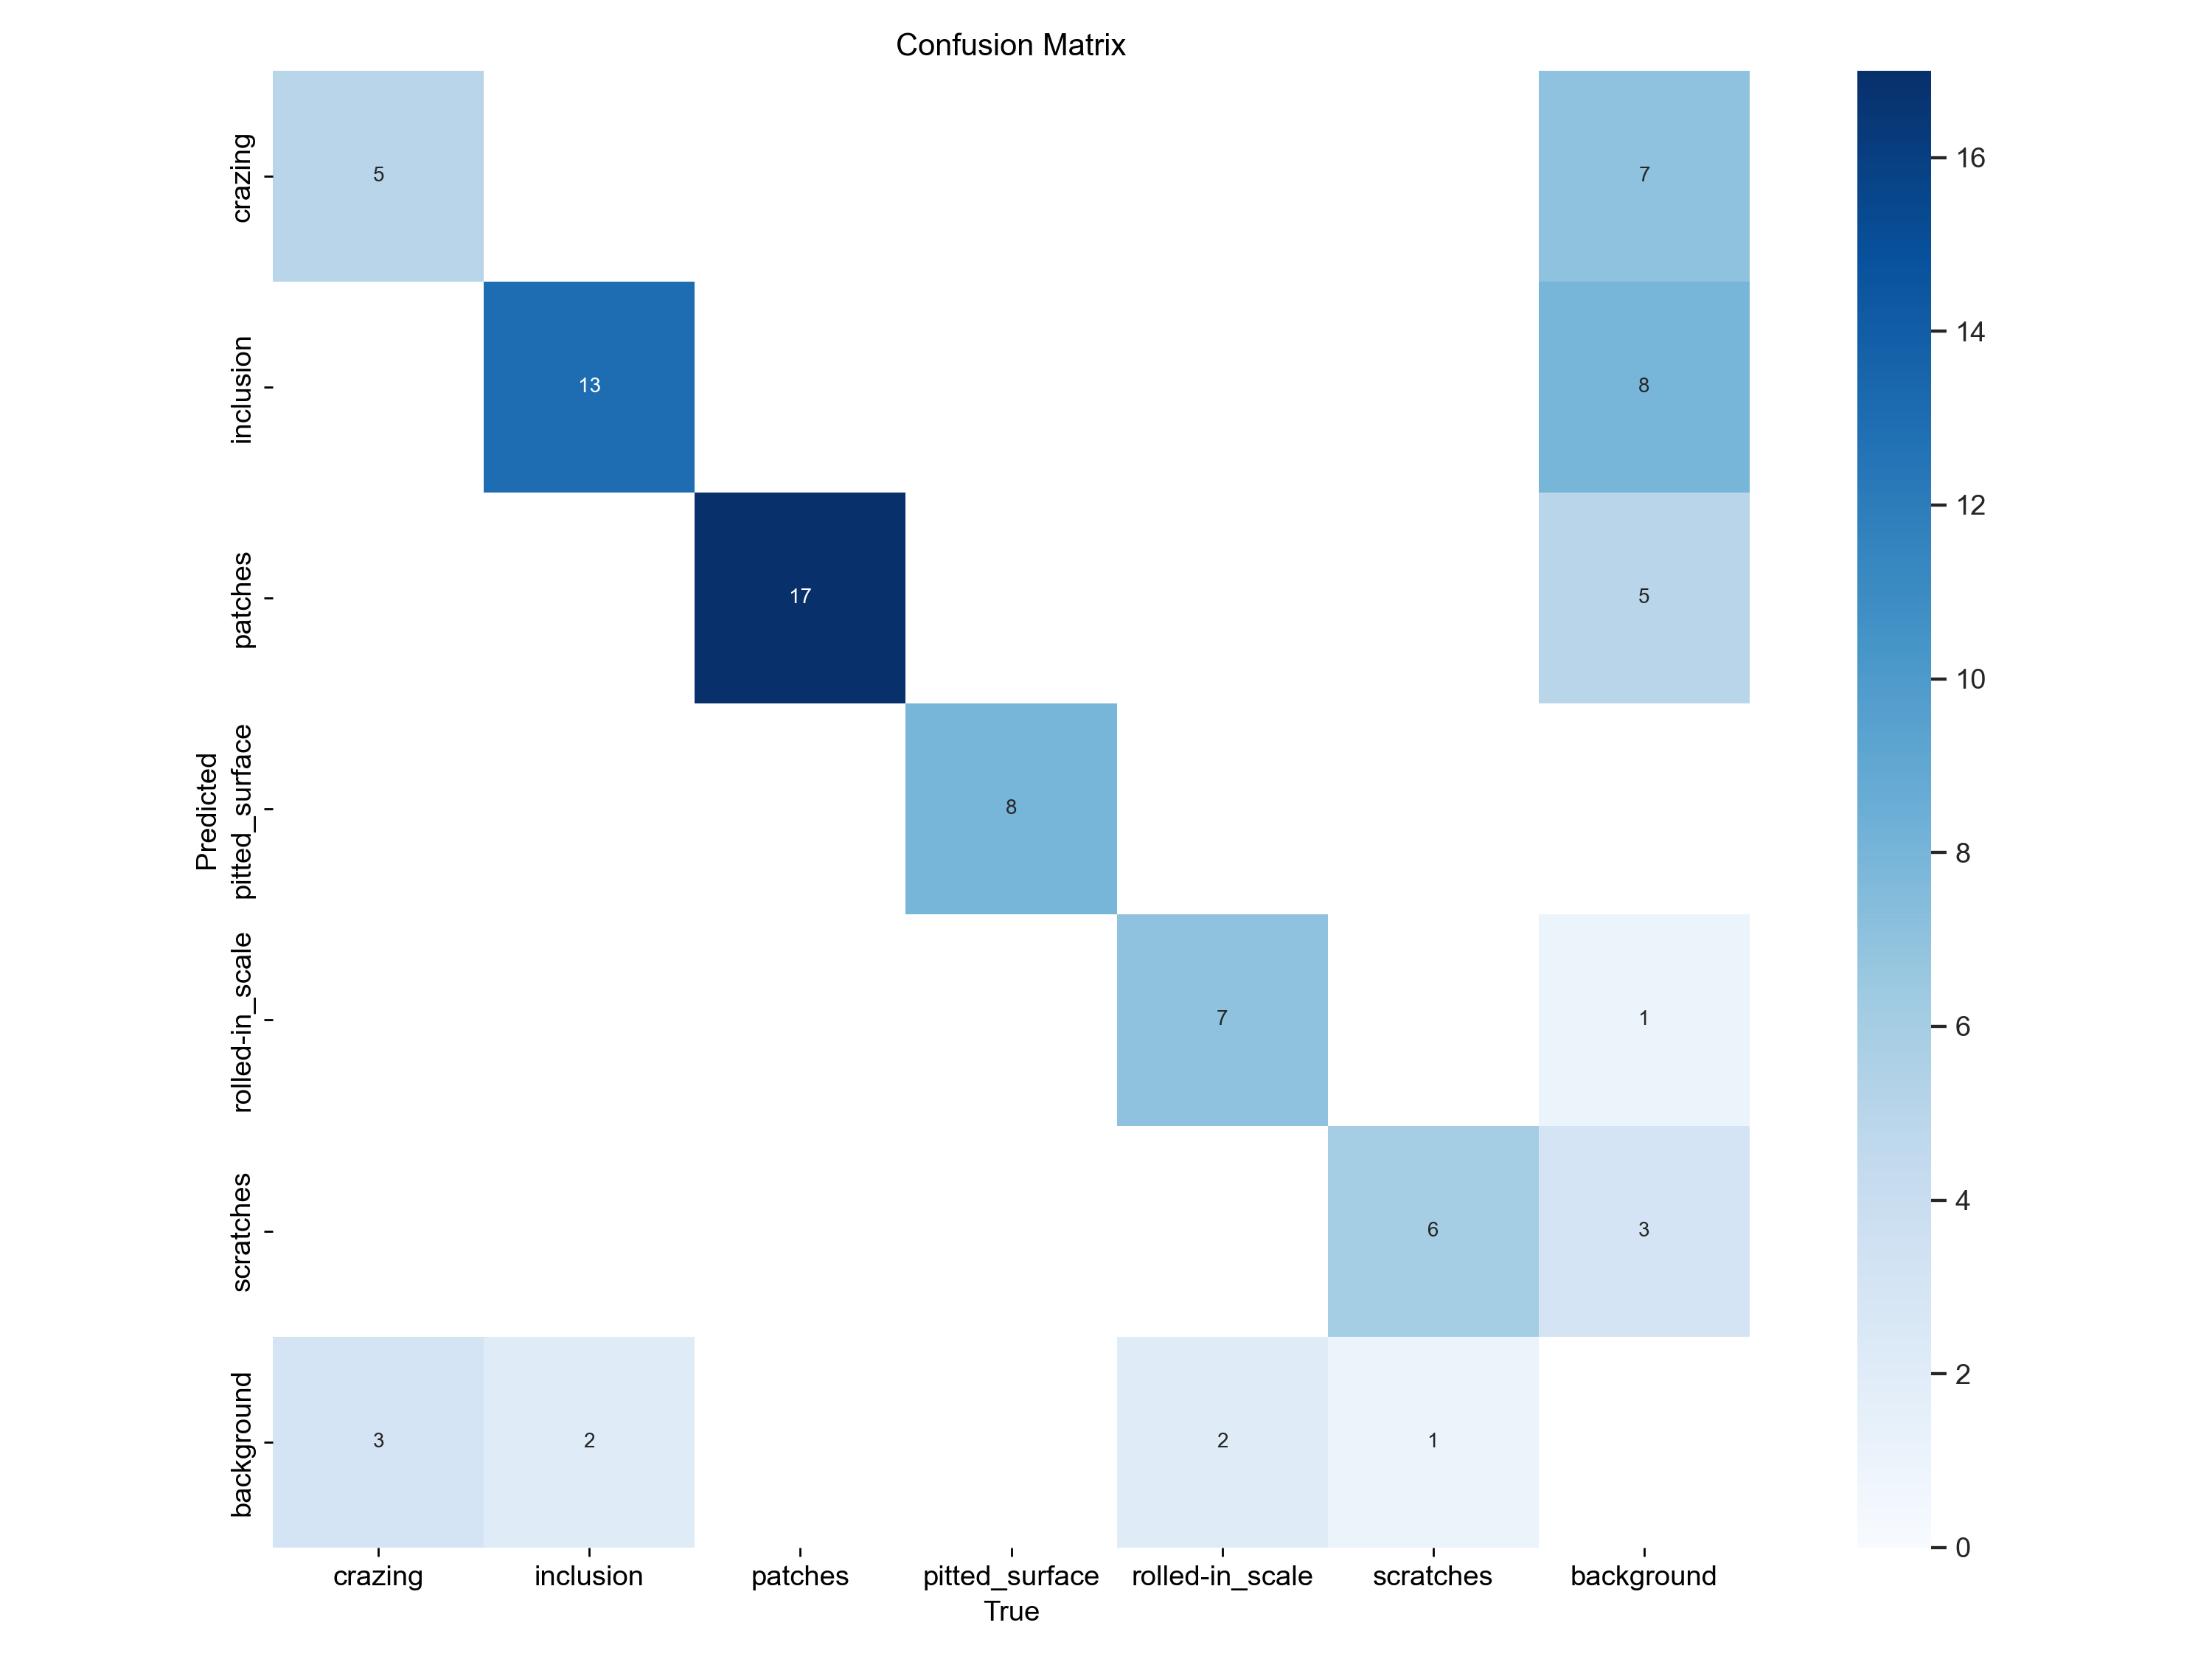 Confusion Matrix
crazing
5
7
inclusion
13
8
patches
17
5
pitted_surface
8
rolled-in_scale
7
1
scratches
6
3
background
3
2
2
1
Predicted
crazing
inclusion
patches
pitted_surface
rolled-in_scale
scratches
background
True
16
14
12
10
8
6
4
2
0